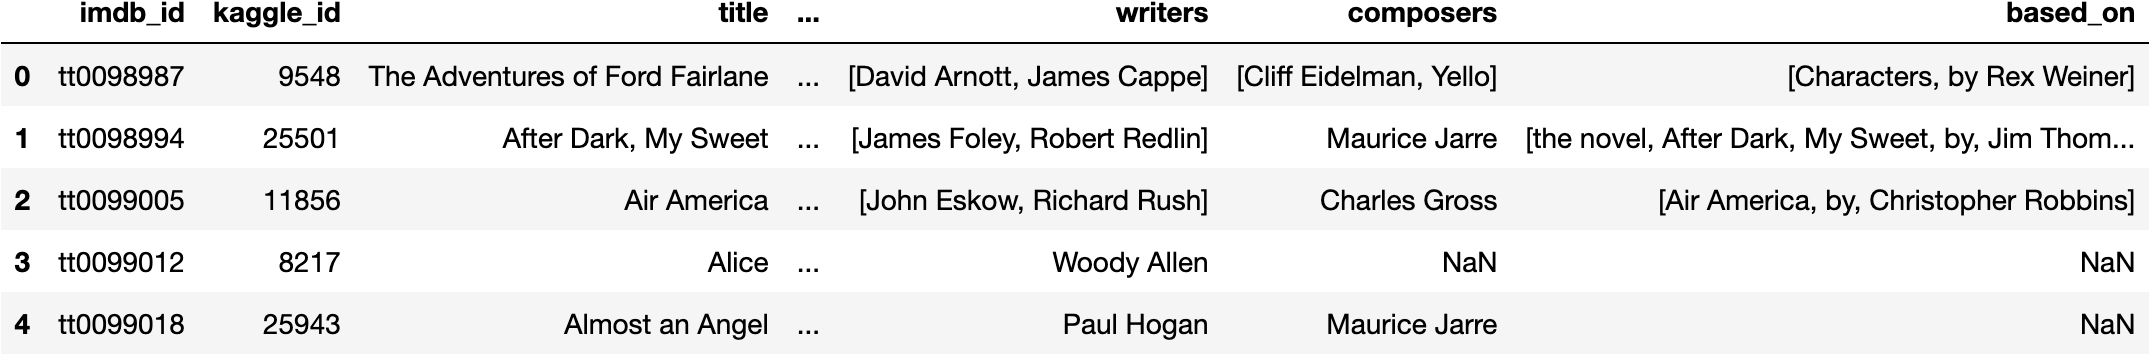 imdb_id kaggle_id title ... writers composers based_on
0 tt0098987 9548 The Adventures of Ford Fairlane ... [David Arnott, James Cappe] [Cliff Eidelman, Yello] [Characters, by Rex Weiner]
1 tt0098994 25501 After Dark, My Sweet ... [James Foley, Robert Redlin] Maurice Jarre [the novel, After Dark, My Sweet, by, Jim Thom...
2 tt0099005 11856 Air America ... [John Eskow, Richard Rush] Charles Gross [Air America, by, Christopher Robbins]
3 tt0099012 8217 Alice ... Woody Allen NaN NaN
4 tt0099018 25943 Almost an Angel ... Paul Hogan Maurice Jarre NaN